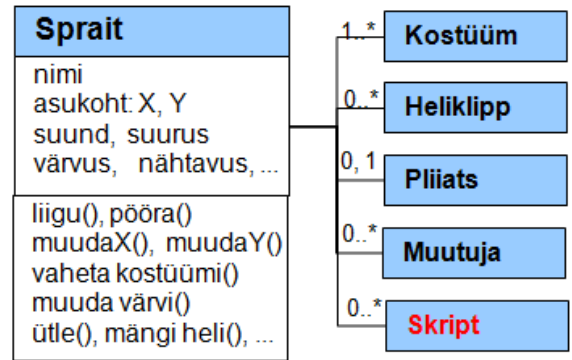 Sprait
nimi
asukoht: X, Y
suund, suurus
värvus, nähtavus, ...
liigu(), pööra()
muudaX(), muudaY()
vaheta kostüümi()
muuda värvi()
ütle(), mängi heli(), ...
1..*
Kostüüm
0..*
Heliklipp
0, 1
Pliiats
0..*
Muutuja
0..*
Skript